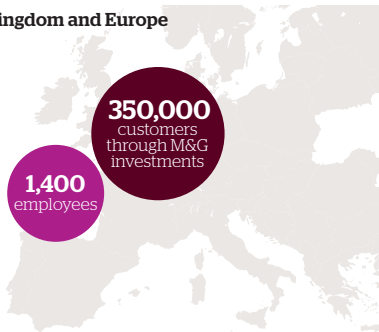 ingdom and Europe
350,000
customers
through M&G
investments
1,400
employees